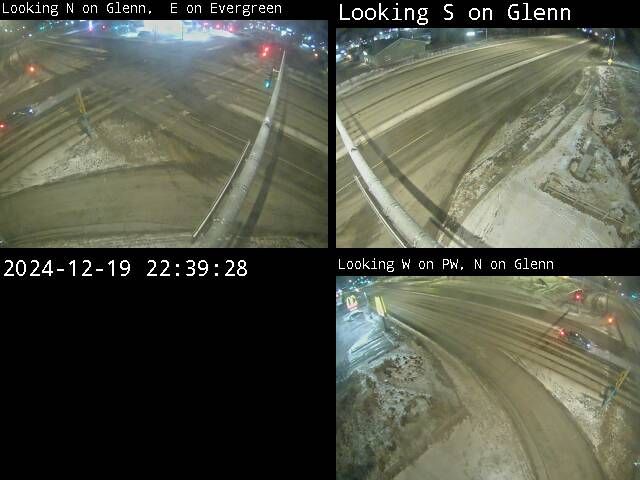 Looking N on Glenn,  E on Evergreen
Looking S on Glenn
2024-12-19 22:39:28
Looking W on PW, N on Glenn